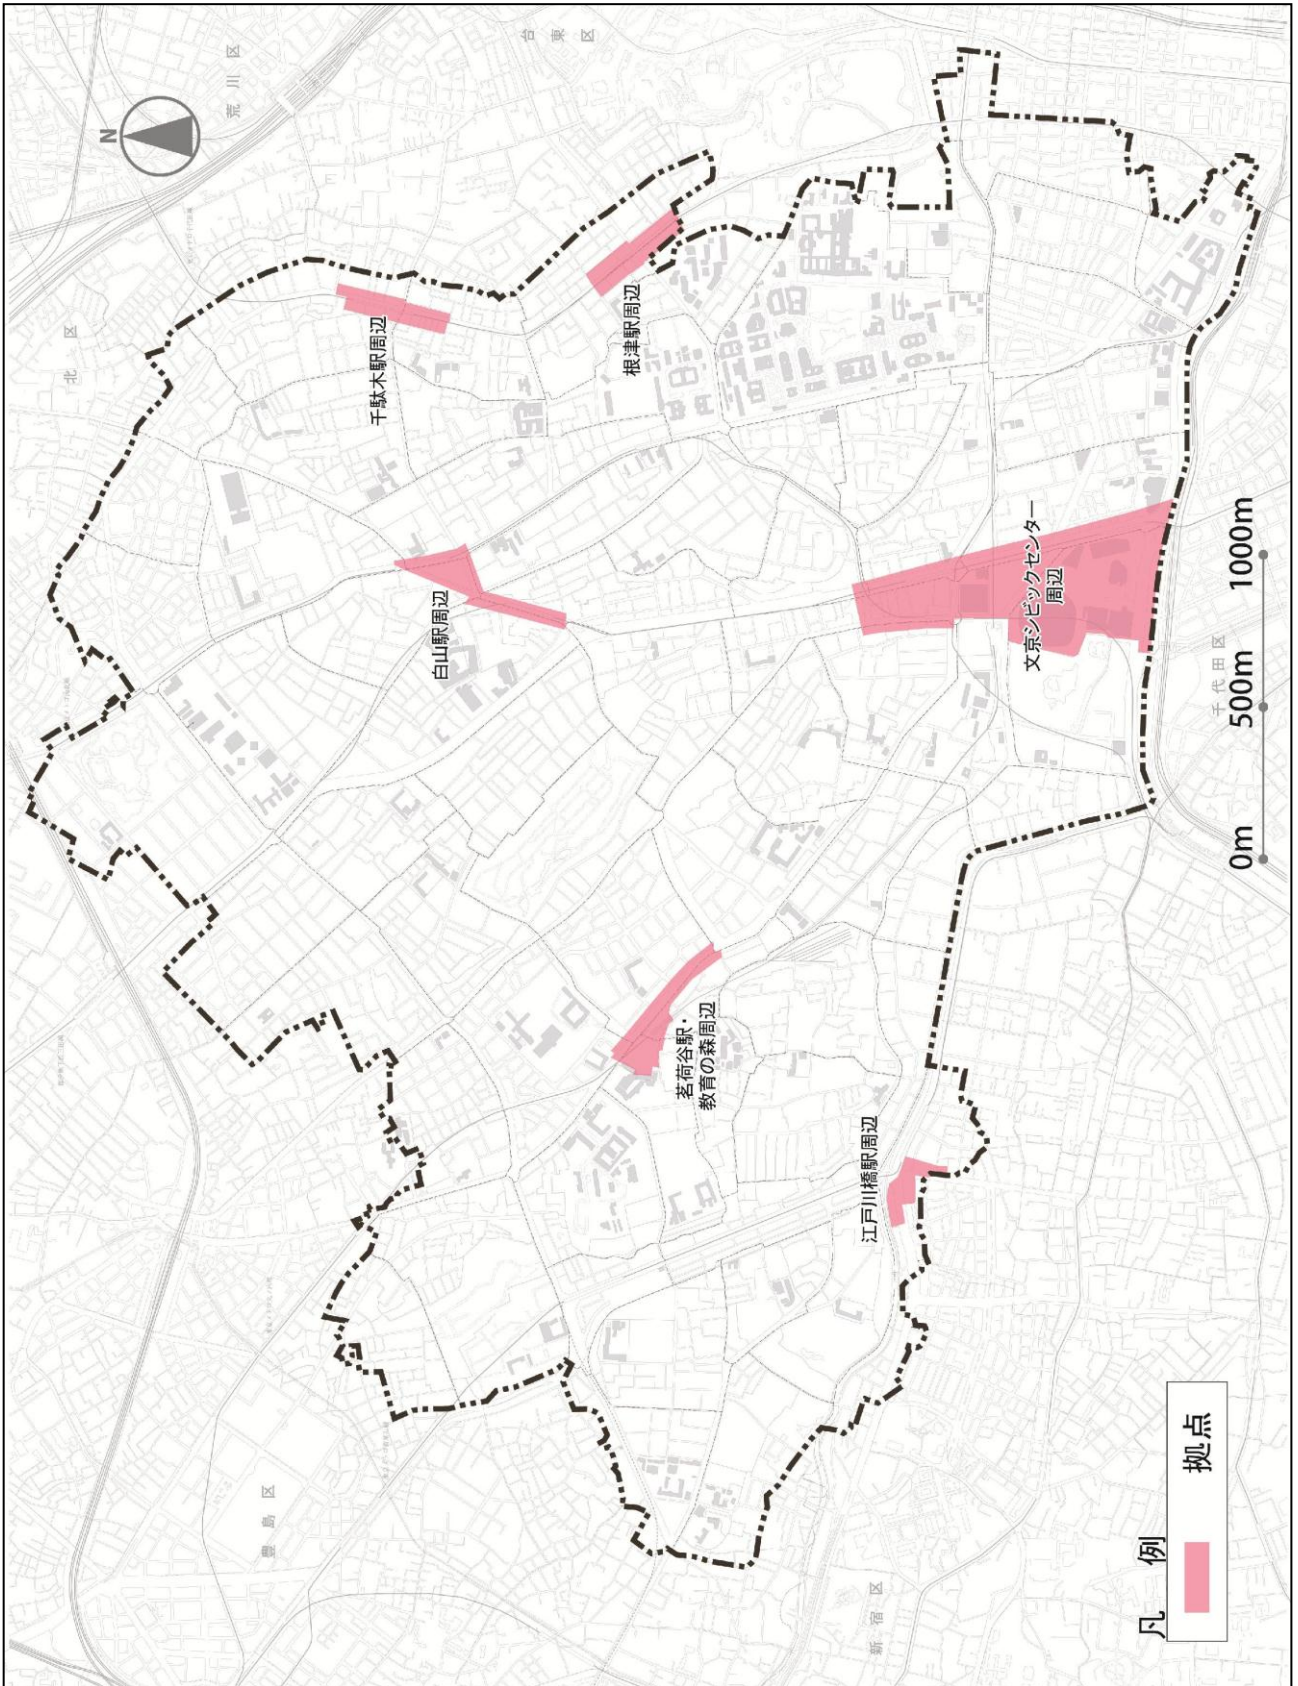 台東区
荒川区
N
北区
千駄木駅周辺
根津駅周辺
白山駅周辺
文京シビックセンター
周辺
茗荷谷駅・
教育の森周辺
江戸川橋駅周辺
千代田区
豊島区
新宿区
0m
500m
1000m
凡例
拠点